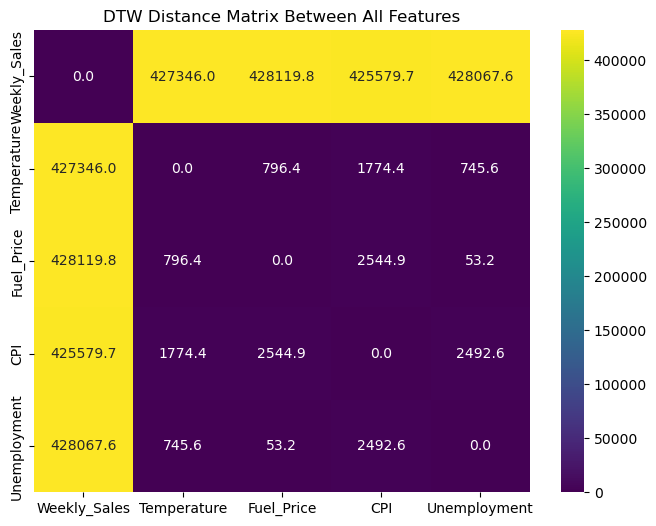 DTW Distance Matrix Between All Features
Weekly_Sales
0.0 427346.0 428119.8 425579.7 428067.6
Temperature
427346.0 0.0 796.4 1774.4 745.6
Fuel_Price
428119.8 796.4 0.0 2544.9 53.2
CPI
425579.7 1774.4 2544.9 0.0 2492.6
Unemployment
428067.6 745.6 53.2 2492.6 0.0
Weekly_Sales Temperature Fuel_Price CPI Unemployment
400000
350000
300000
250000
200000
150000
100000
50000
0